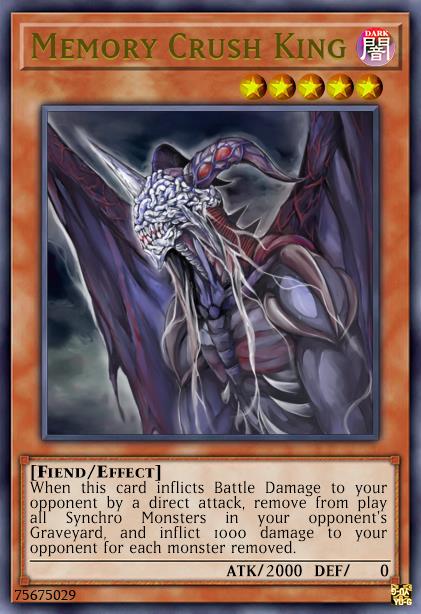 MEMORY CRUSH KING
DARK
闇
[FIEND/EFFECT]
When this card inflicts Battle Damage to your
opponent by a direct attack, remove from play
all Synchro Monsters in your opponent's
Graveyard, and inflict 1000 damage to your
opponent for each monster removed.
ATK/2000 DEF/ 0
75675029